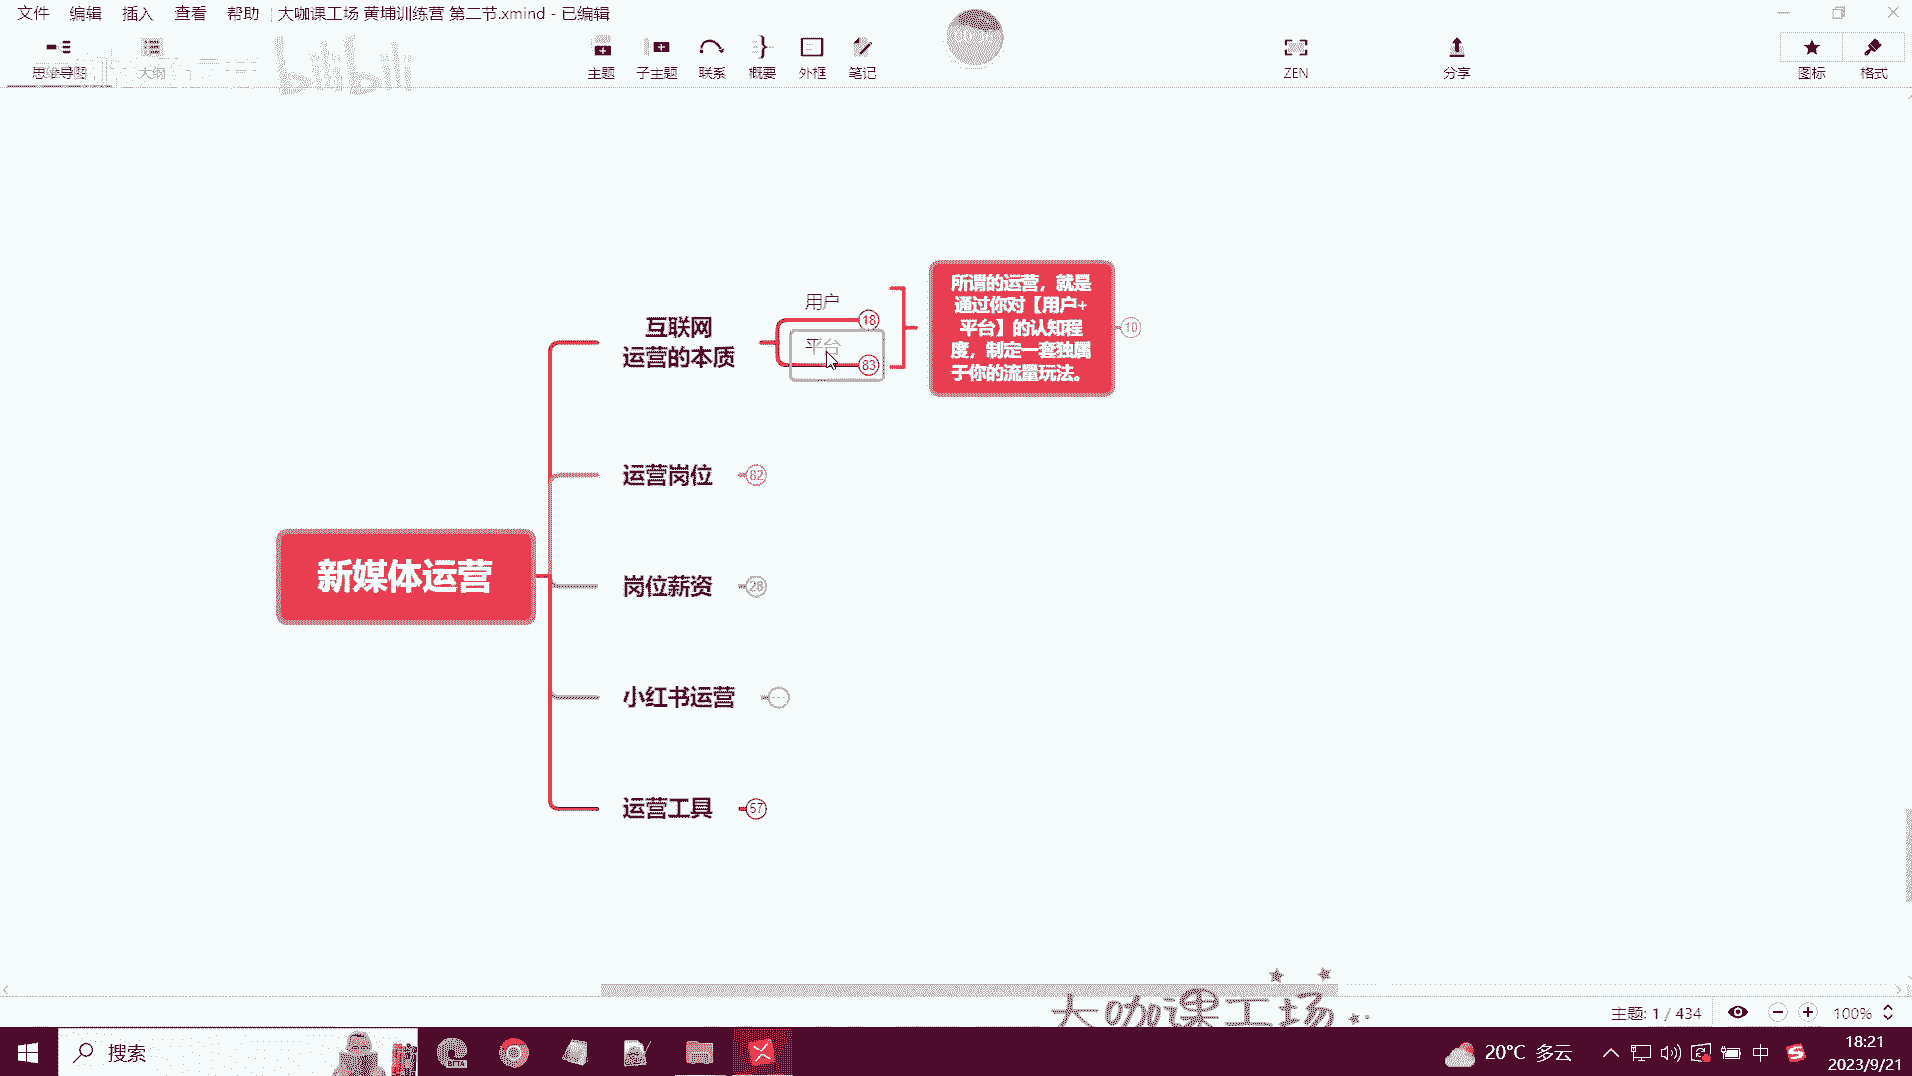 文件 编辑 插入 查看 帮助 大咖课工场 黄埔训练营 第二节.xmind - 已编辑
思维导图 大纲 主题 子主题 联系 概要 外框 笔记 ZEN 分享 图标 格式
bilibili
用户
18
平台
83
互联网
运营的本质
所谓的运营，就是
通过你对【用户+
平台】的认知程
度，制定一套独属
于你的流量玩法。
10
运营岗位 82
新媒体运营
岗位薪资 28
小红书运营
运营工具 57
大咖课工场
主题: 1 / 434 100%
搜索
BETA
20°C 多云
中
18:21
2023/9/21